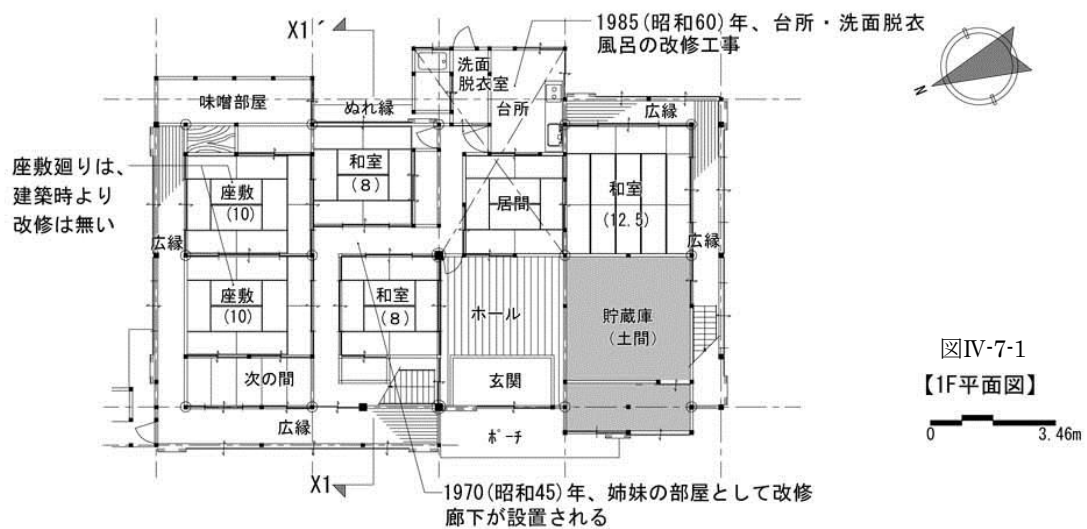 X1´
1985(昭和60)年、台所・洗面脱衣
風呂の改修工事
洗面
脱衣室
台所
味噌部屋
ぬれ縁
広縁
N
座敷廻りは、
建築時より
改修は無い
座敷
(10)
和室
(8)
居間
和室
(12.5)
広縁
広縁
座敷
(10)
和室
(8)
ホール
貯蔵庫
(土間)
次の間
玄関
広縁
ポーチ
図Ⅳ-7-1
【1F平面図】
0 3.46m
X1
1970(昭和45)年、姉妹の部屋として改修
廊下が設置される